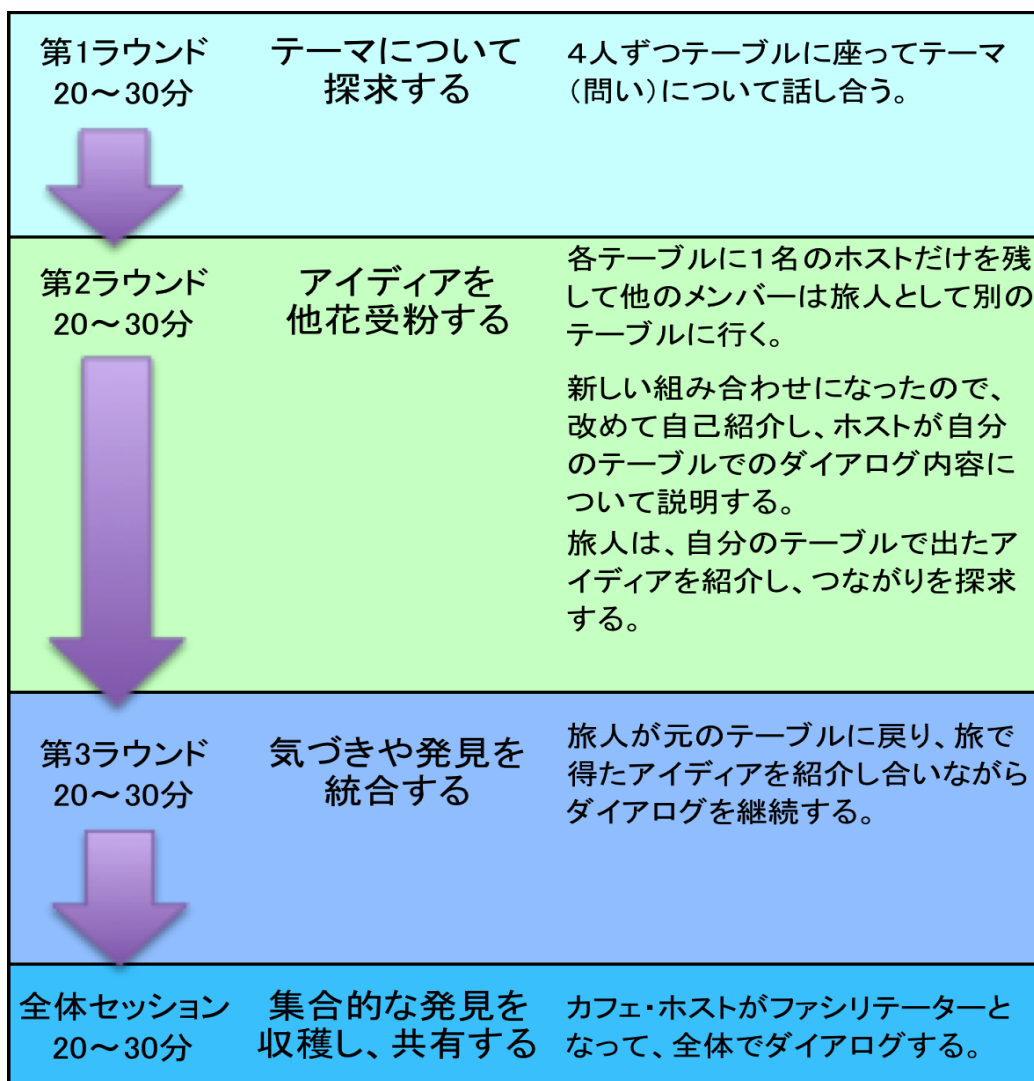 第1ラウンド
20～30分
テーマについて
探求する
４人ずつテーブルに座ってテーマ
（問い）について話し合う。
第2ラウンド
20～30分
アイディアを
他花受粉する
各テーブルに１名のホストだけを残
して他のメンバーは旅人として別の
テーブルに行く。
新しい組み合わせになったので、
改めて自己紹介し、ホストが自分
のテーブルでのダイアログ内容に
ついて説明する。
旅人は、自分のテーブルで出たア
イディアを紹介し、つながりを探求
する。
第3ラウンド
20～30分
気づきや発見を
統合する
旅人が元のテーブルに戻り、旅で
得たアイディアを紹介し合いながら
ダイアログを継続する。
全体セッション
20～30分
集合的な発見を
収穫し、共有する
カフェ・ホストがファシリテーターと
なって、全体でダイアログする。